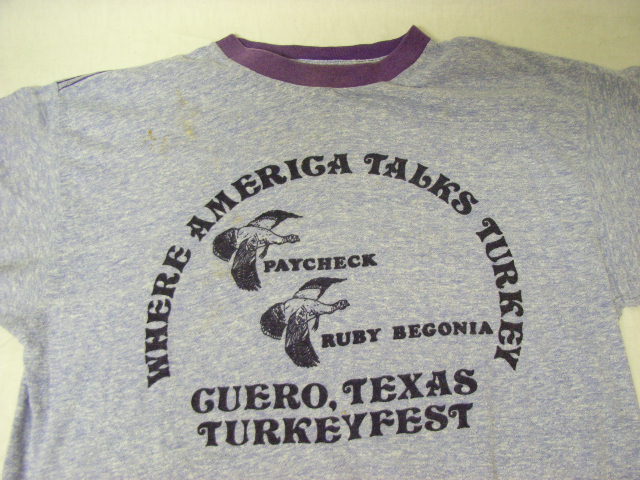 WHERE AMERICA TALKS TURKEY
PAYCHECK
RUBY BEGONIA
CUERO, TEXAS
TURKEYFEST